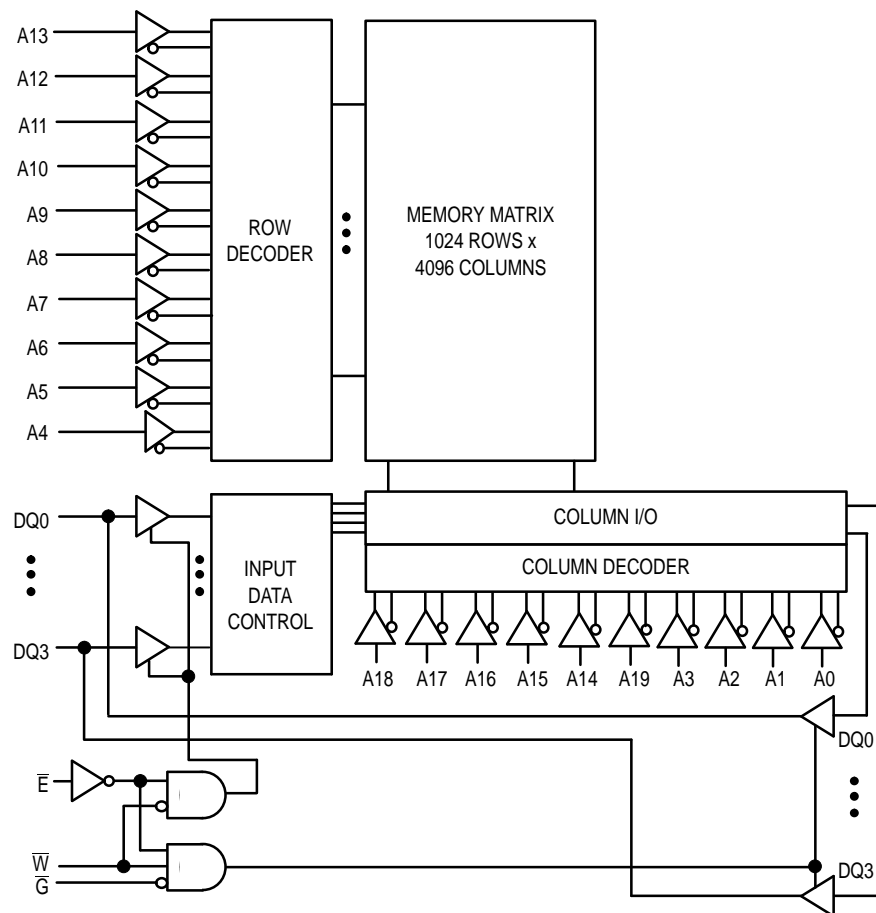 A13
A12
A11
A10
A9
A8
A7
A6
A5
A4
ROW
DECODER
MEMORY MATRIX
1024 ROWS x
4096 COLUMNS
DQ0
DQ3
INPUT
DATA
CONTROL
COLUMN I/O
COLUMN DECODER
A18 A17 A16 A15 A14 A19 A3 A2 A1 A0
DQ0
DQ3
E̅
W̅
G̅